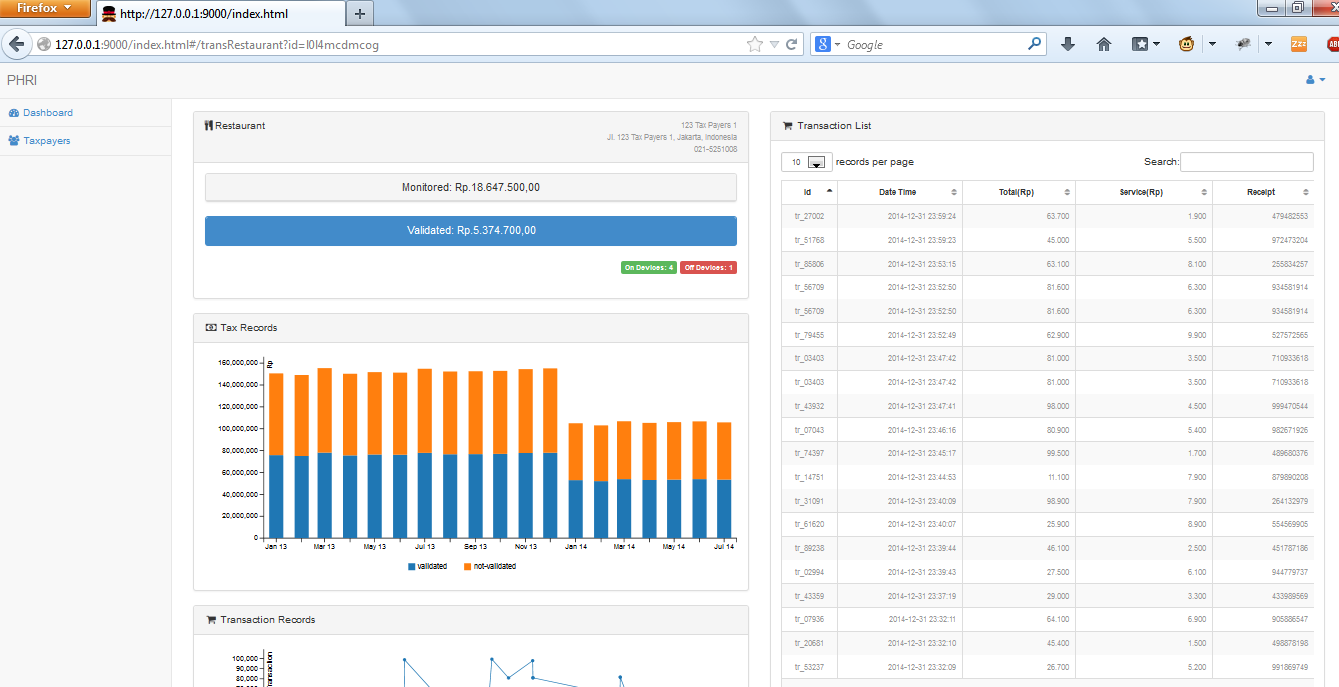 Firefox
http://127.0.0.1:9000/index.html
127.0.0.1:9000/index.html#/transRestaurant?id=l0l4mcdmcog
Google
PHRI
Dashboard
Taxpayers
Restaurant
123 Tax Payers 1
Jl. 123 Tax Payers 1, Jakarta, Indonesia
021-5251008
Monitored: Rp.18.647.500,00
Validated: Rp.5.374.700,00
On Devices: 4 Off Devices: 1
Tax Records
Rp
160,000,000
140,000,000
120,000,000
100,000,000
80,000,000
60,000,000
40,000,000
20,000,000
0
Jan 13 Mar 13 May 13 Jul 13 Sep 13 Nov 13 Jan 14 Mar 14 May 14 Jul 14
validated not-validated
Transaction Records
100,000
90,000
80,000
Transaction List
10 records per page Search:
Id Date Time Total(Rp) Service(Rp) Receipt
tr_27002 2014-12-31 23:59:24 63.700 1.900 479482553
tr_51768 2014-12-31 23:59:23 45.000 5.500 972473204
tr_85806 2014-12-31 23:53:15 63.100 8.100 255834257
tr_56709 2014-12-31 23:52:50 81.600 6.300 934581914
tr_56709 2014-12-31 23:52:50 81.600 6.300 934581914
tr_79455 2014-12-31 23:52:49 62.900 9.900 527572565
tr_03403 2014-12-31 23:47:42 81.000 3.500 710933618
tr_03403 2014-12-31 23:47:42 81.000 3.500 710933618
tr_43932 2014-12-31 23:47:41 98.000 4.500 999470544
tr_07043 2014-12-31 23:46:16 80.900 5.400 982671926
tr_74397 2014-12-31 23:45:17 99.500 1.700 489680376
tr_14751 2014-12-31 23:44:53 11.100 7.900 879890208
tr_31091 2014-12-31 23:40:09 98.900 7.900 264132979
tr_61620 2014-12-31 23:40:07 25.900 8.900 554569905
tr_89238 2014-12-31 23:39:44 46.100 2.500 451787186
tr_02994 2014-12-31 23:39:43 27.500 6.100 944779737
tr_43359 2014-12-31 23:37:19 29.000 3.300 433989569
tr_07936 2014-12-31 23:32:11 64.100 6.900 905886547
tr_20681 2014-12-31 23:32:10 45.400 1.500 498878198
tr_53237 2014-12-31 23:32:09 26.700 5.200 991869749